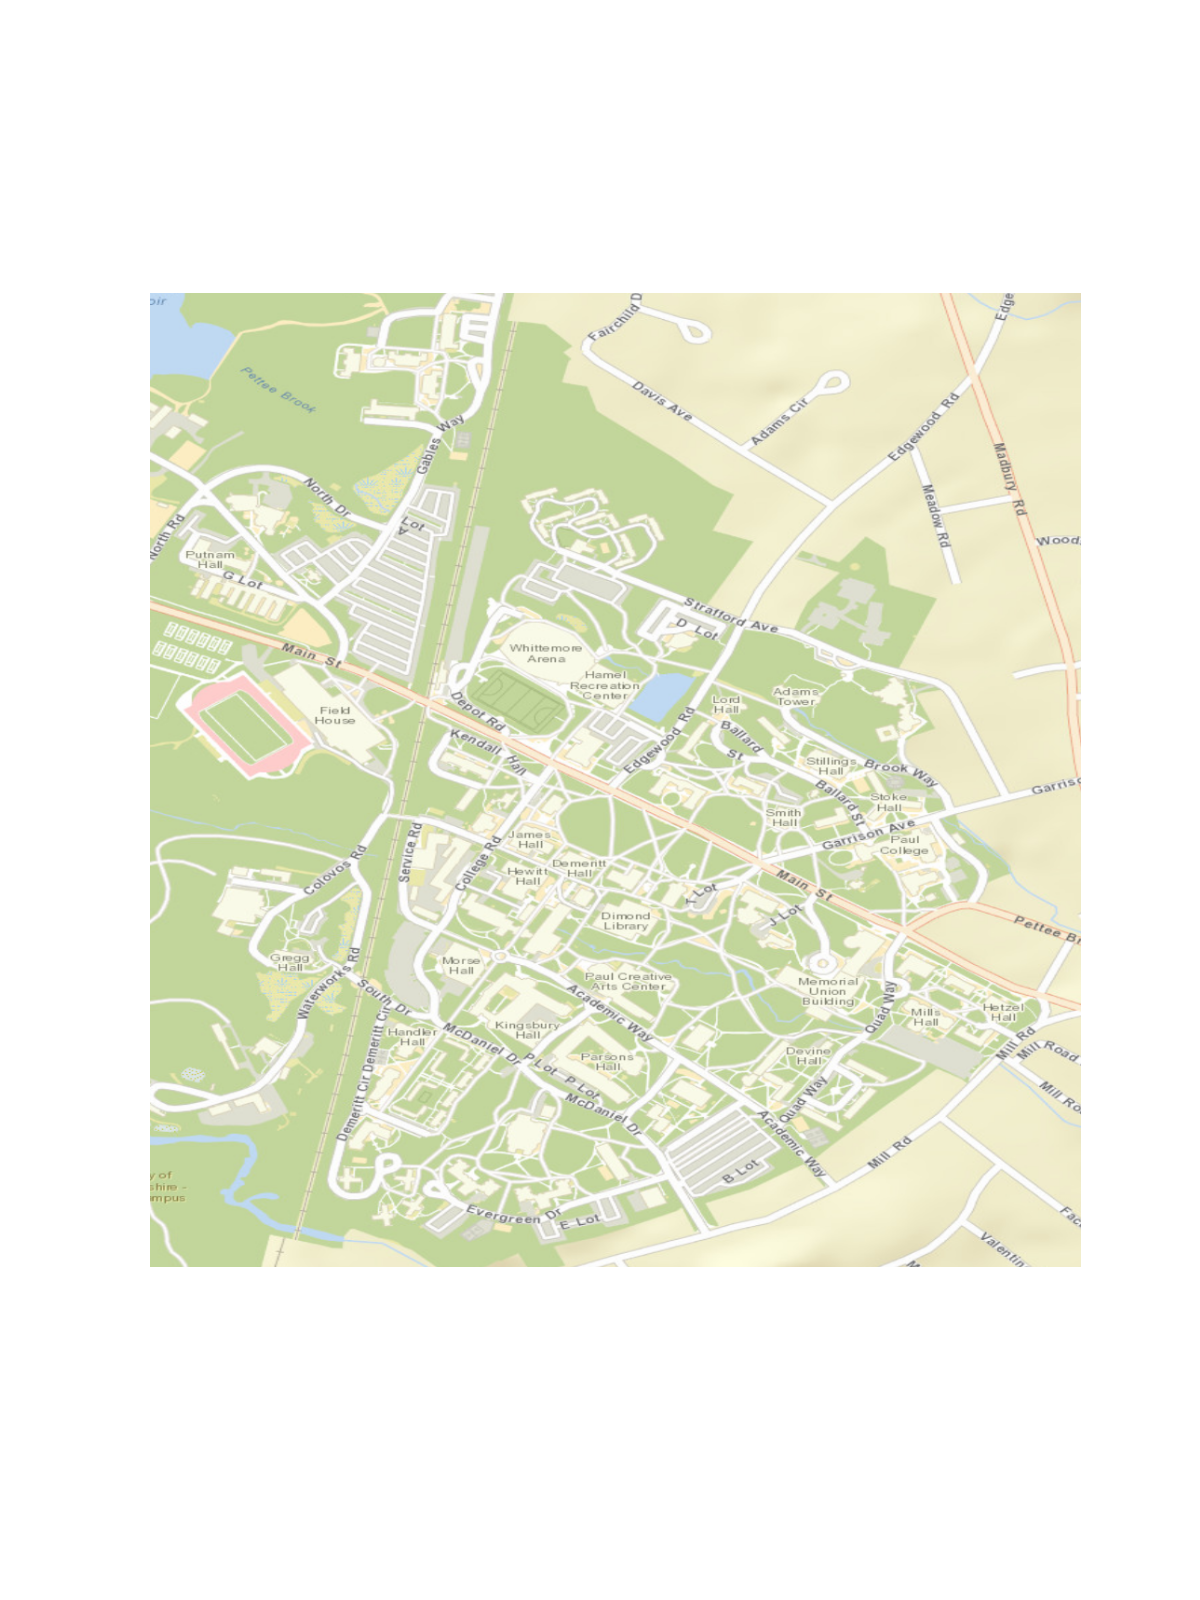 oir
Edge
Fairchild D
Pettee Brook
Davis Ave
Adams Cir
Edgewood Rd
Gables Way
Madbury Rd
North Dr
Meadow Rd
A Lot
North Rd
Wood
Putnam
Hall
G Lot
Strafford Ave
D Lot
Main St
Whittemore
Arena
Hamel
Recreation
Center
Lord
Hall
Adams
Tower
Field
House
Depot Rd
Kendall Hall
Edgewood Rd
Ballard
St
Stillings
Hall
Brook Way
Garriso
Ballard St
Stoke
Hall
Smith
Hall
Garrison Ave
Paul
College
James
Hall
Service Rd
College Rd
Colovos Rd
Demeritt
Hall
Hewitt
Hall
T Lot
Main St
J Lot
Dimond
Library
Pettee Br
Gregg
Hall
Waterworks Rd
Morse
Hall
Paul Creative
Arts Center
Memorial
Union
Building
South Dr
Academic Way
Quad Way
Mills
Hall
Hetzel
Hall
Handler
Hall
McDaniel Dr
Kingsbury
Hall
Mill Rd
Mill Road
Demeritt Cir
Demeritt Cir
P Lot
P Lot
Parsons
Hall
Devine
Hall
Quad Way
Mill Ro
McDaniel Dr
Academic Way
Mill Rd
B Lot
y of
shire -
ampus
Evergreen Dr
E Lot
Fac
Valentin
M